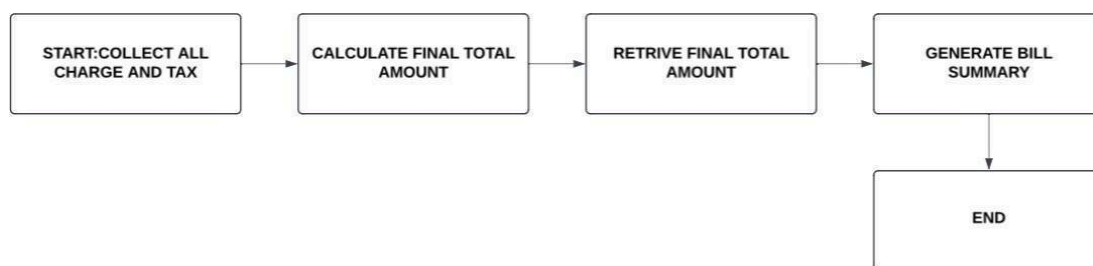 START:COLLECT ALL
CHARGE AND TAX
CALCULATE FINAL TOTAL
AMOUNT
RETRIVE FINAL TOTAL
AMOUNT
GENERATE BILL
SUMMARY
END